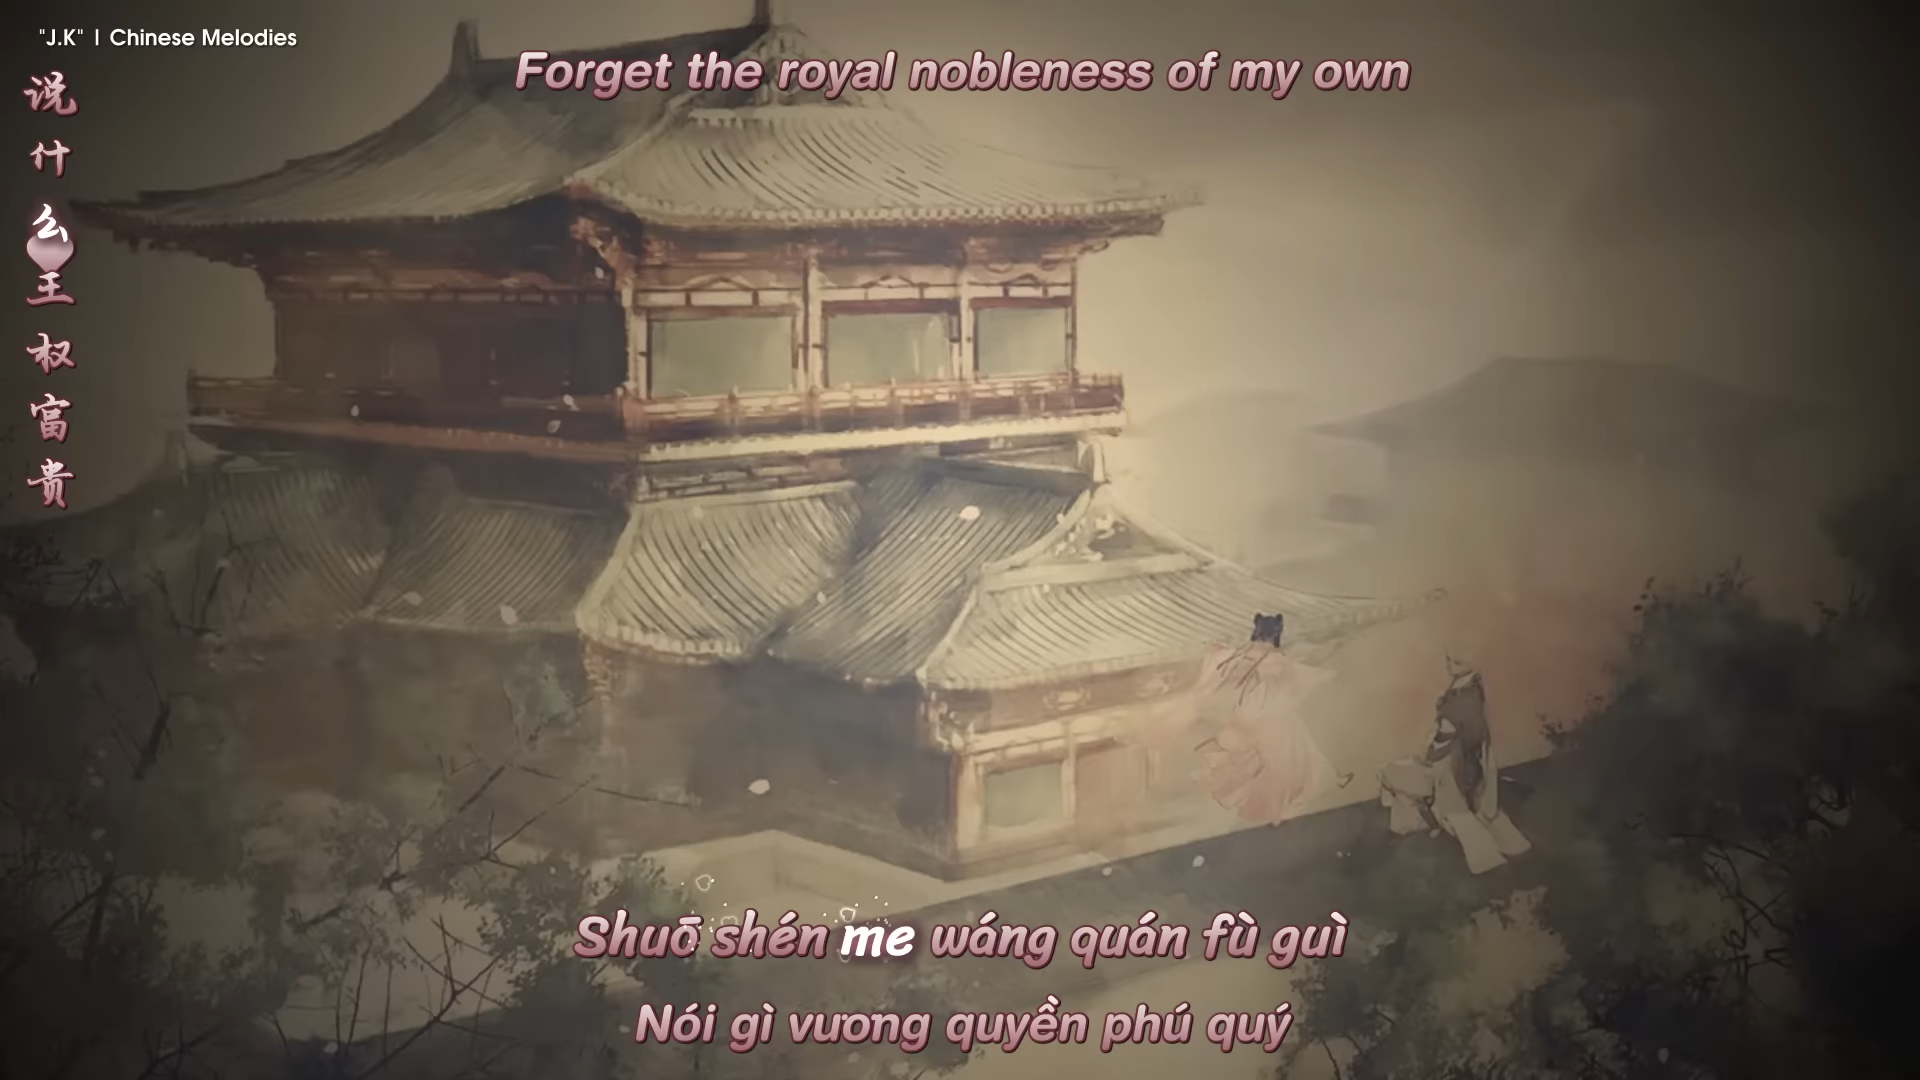 "J.K" | Chinese Melodies
Forget the royal nobleness of my own
说什么王权富贵
Shuō shén me wáng quán fù guì
Nói gì vương quyền phú quý